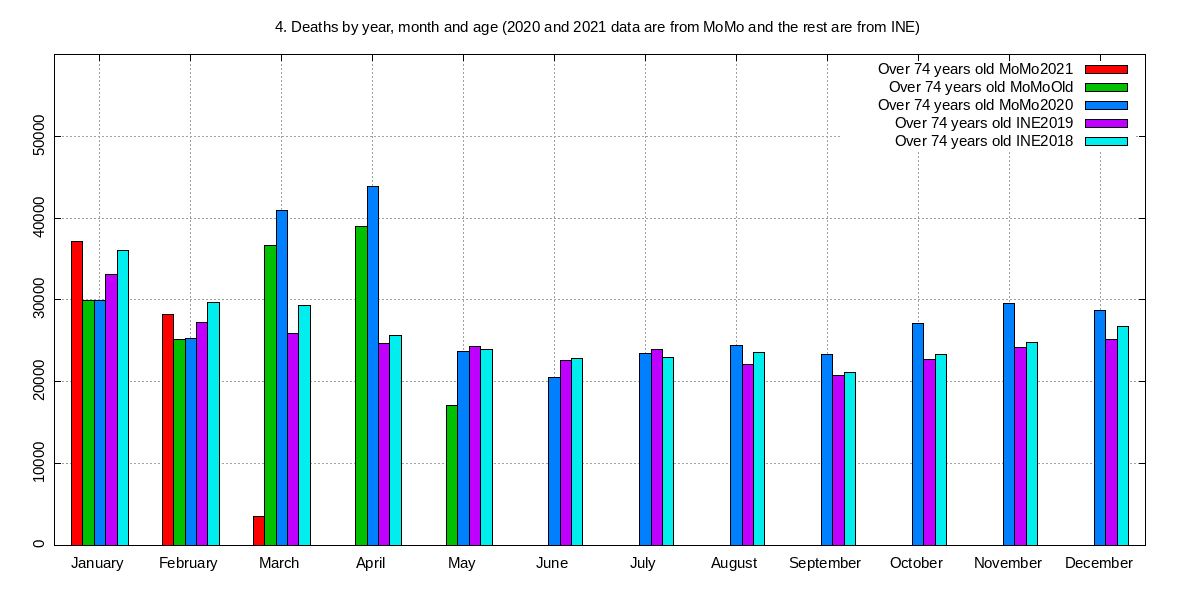 4. Deaths by year, month and age (2020 and 2021 data are from MoMo and the rest are from INE)
Over 74 years old MoMo2021
Over 74 years old MoMoOld
Over 74 years old MoMo2020
Over 74 years old INE2019
Over 74 years old INE2018
50000
40000
30000
20000
10000
0
January February March April May June July August September October November December